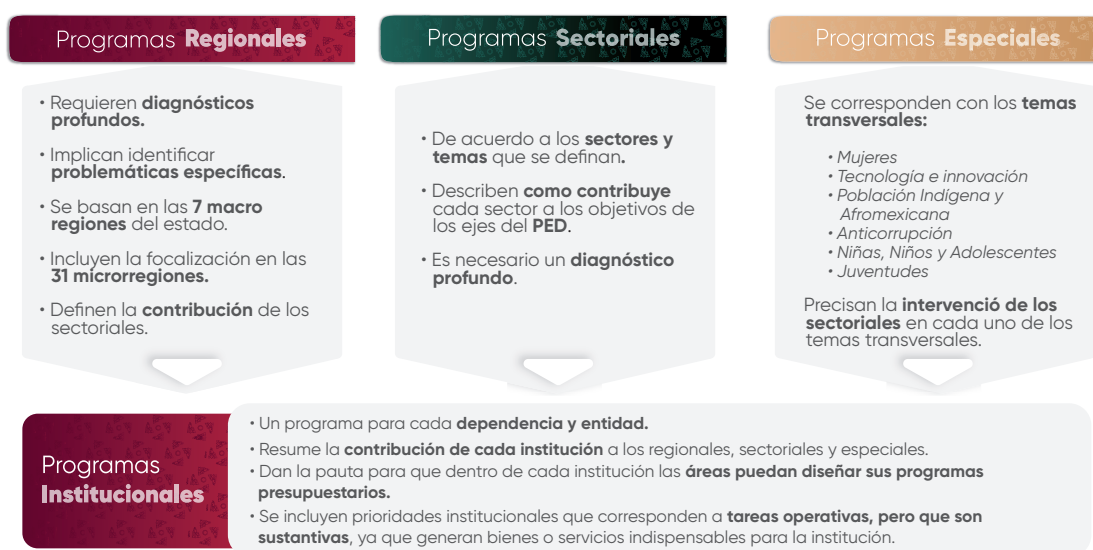 Programas Regionales
• Requieren diagnósticos
profundos.
• Implican identificar
problemáticas específicas.
• Se basan en las 7 macro
regiones del estado.
• Incluyen la focalización en las
31 microrregiones.
• Definen la contribución de los
sectoriales.
Programas Sectoriales
• De acuerdo a los sectores y
temas que se definan.
• Describen como contribuye
cada sector a los objetivos de
los ejes del PED.
• Es necesario un diagnóstico
profundo.
Programas Especiales
Se corresponden con los temas
transversales:
• Mujeres
• Tecnología e innovación
• Población Indígena y
Afromexicana
• Anticorrupción
• Niñas, Niños y Adolescentes
• Juventudes
Precisan la intervenció de los
sectoriales en cada uno de los
temas transversales.
Programas
Institucionales
• Un programa para cada dependencia y entidad.
• Resume la contribución de cada institución a los regionales, sectoriales y especiales.
• Dan la pauta para que dentro de cada institución las áreas puedan diseñar sus programas
presupuestarios.
• Se incluyen prioridades institucionales que corresponden a tareas operativas, pero que son
sustantivas, ya que generan bienes o servicios indispensables para la institución.